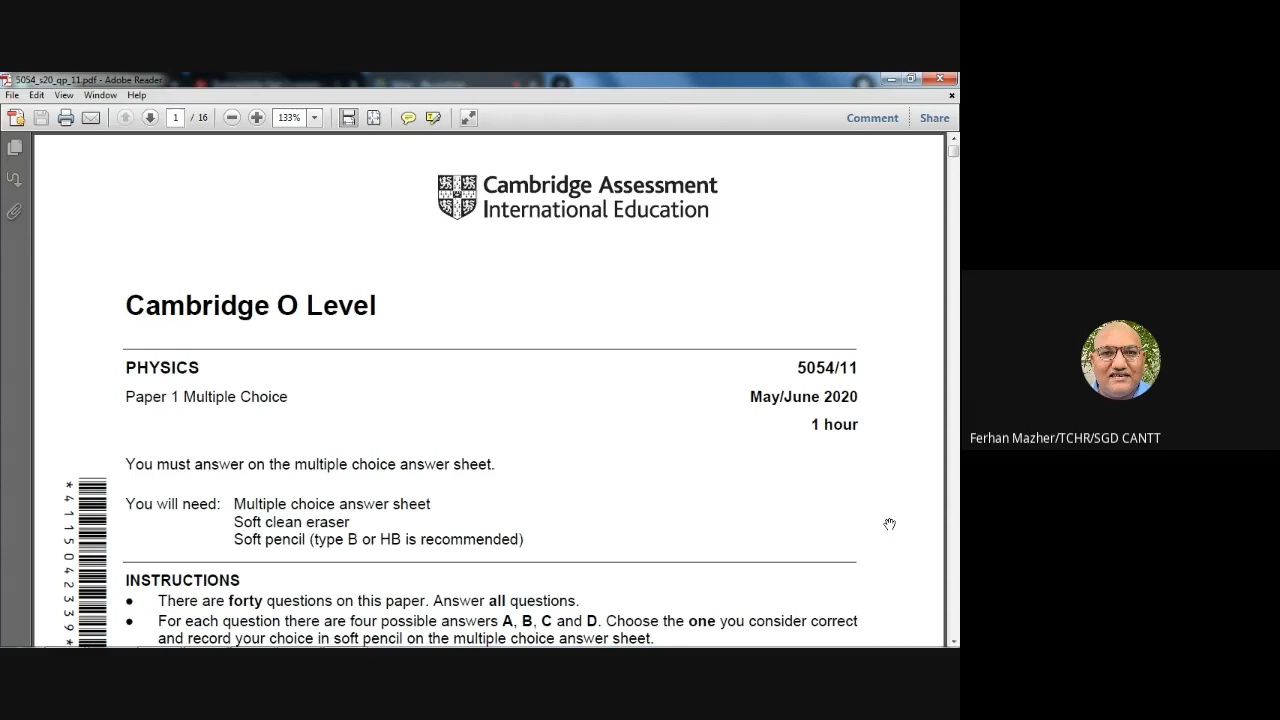 5054_s20_qp_11.pdf - Adobe Reader
File Edit View Window Help
1 / 16 133% Comment Share
Cambridge Assessment
International Education
Cambridge O Level
PHYSICS 5054/11
Paper 1 Multiple Choice May/June 2020
1 hour
You must answer on the multiple choice answer sheet.
You will need: Multiple choice answer sheet
Soft clean eraser
Soft pencil (type B or HB is recommended)
INSTRUCTIONS
● There are forty questions on this paper. Answer all questions.
● For each question there are four possible answers A, B, C and D. Choose the one you consider correct
and record your choice in soft pencil on the multiple choice answer sheet.
*4115042339*
Ferhan Mazher/TCHR/SGD CANTT